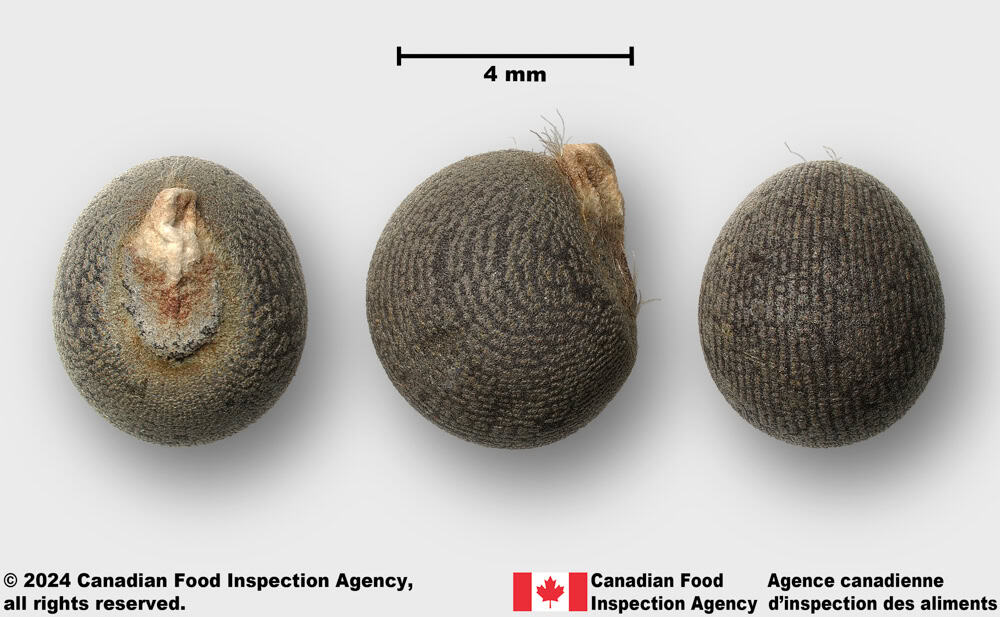 4 mm
© 2024 Canadian Food Inspection Agency,
all rights reserved.
Canadian Food
Inspection Agency
Agence canadienne
d’inspection des aliments